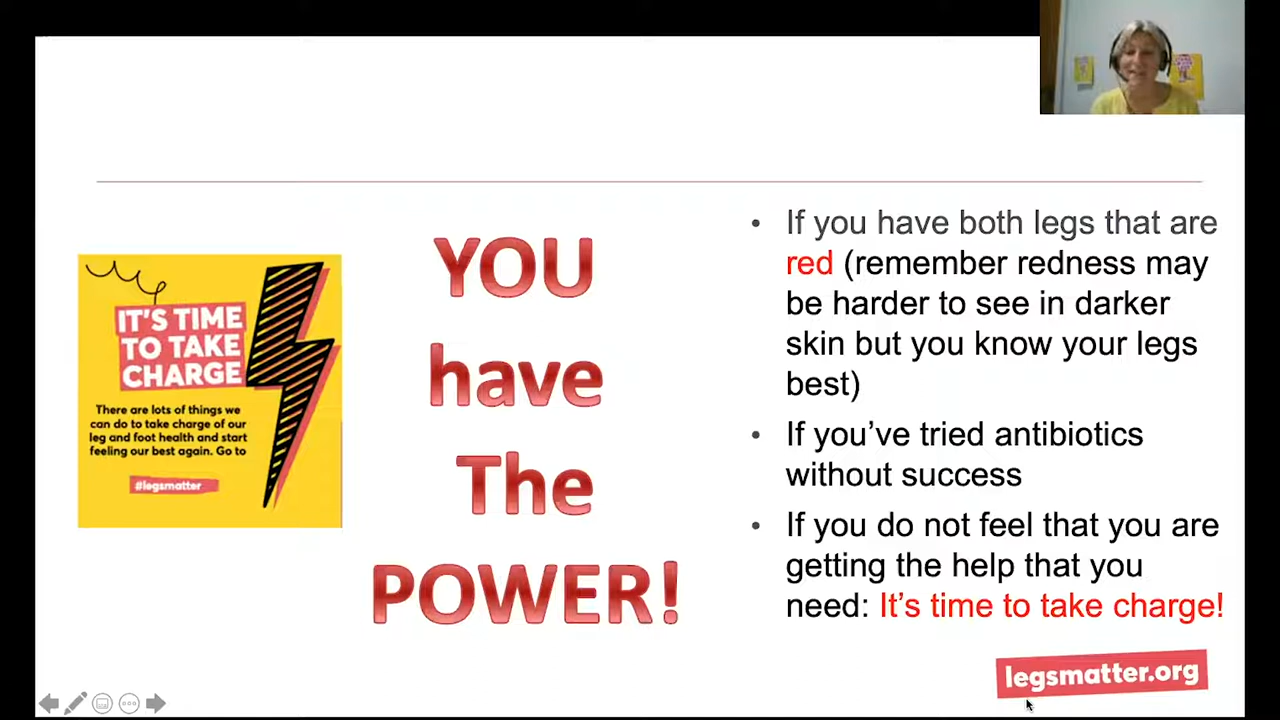 IT'S TIME
TO TAKE
CHARGE
There are lots of things we
can do to take charge of our
leg and foot health and start
feeling our best again. Go to
#legsmatter
YOU
have
The
POWER!
• If you have both legs that are
red (remember redness may
be harder to see in darker
skin but you know your legs
best)
• If you’ve tried antibiotics
without success
• If you do not feel that you are
getting the help that you
need: It’s time to take charge!
legsmatter.org